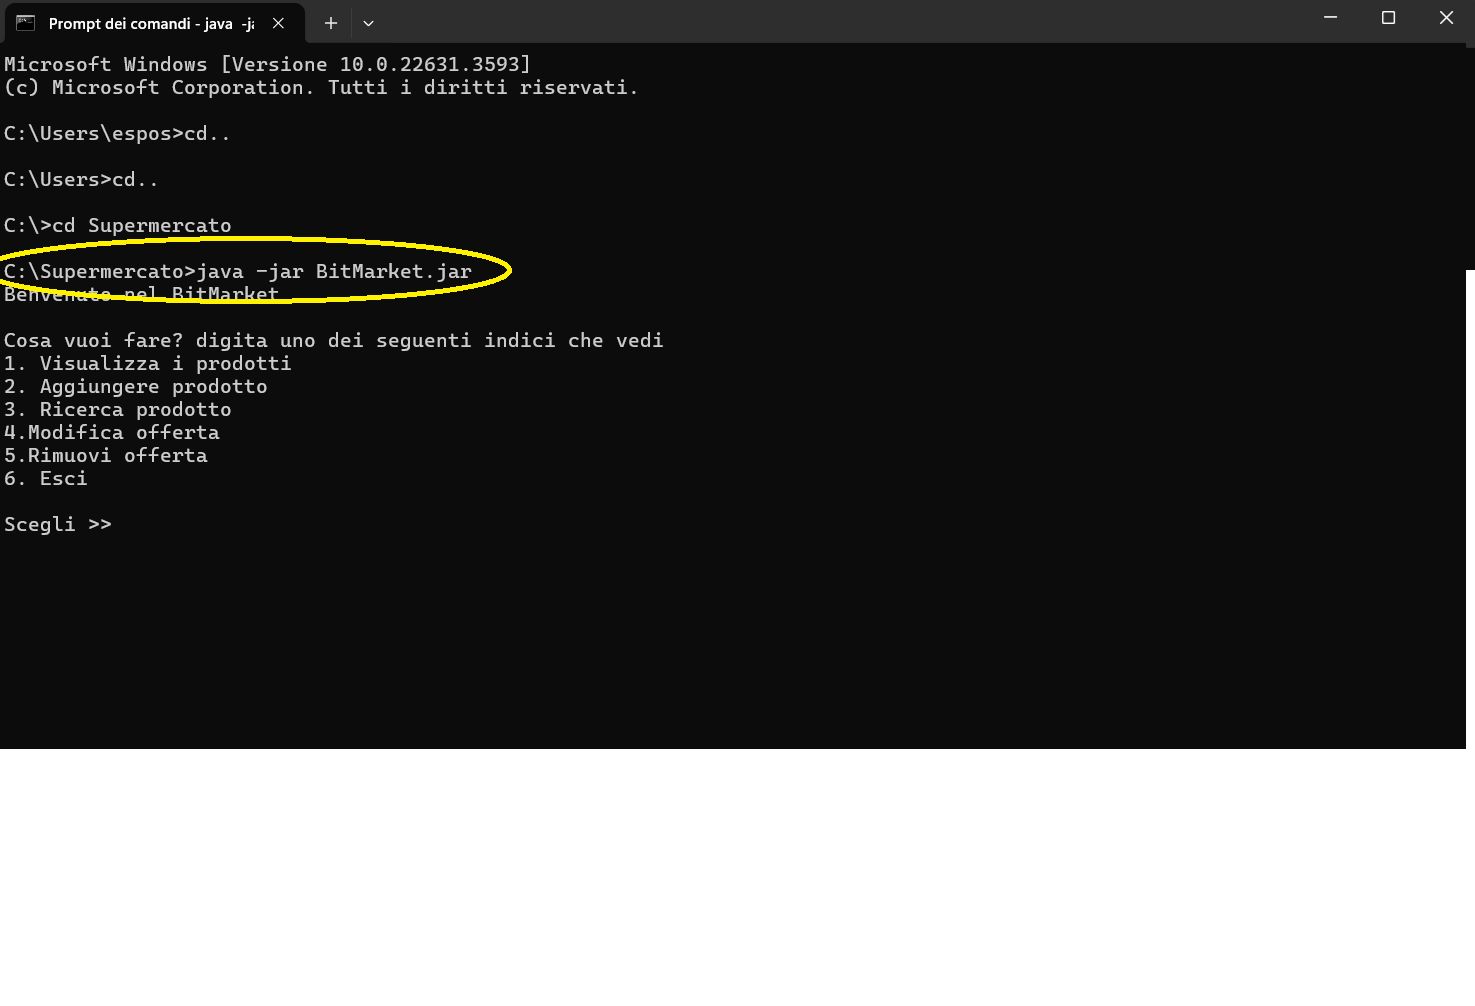 Prompt dei comandi - java -ja
Microsoft Windows [Versione 10.0.22631.3593]
(c) Microsoft Corporation. Tutti i diritti riservati.
C:\Users\espos>cd..
C:\Users>cd..
C:\>cd Supermercato
C:\Supermercato>java -jar BitMarket.jar
Benvenuto nel BitMarket
Cosa vuoi fare? digita uno dei seguenti indici che vedi
1. Visualizza i prodotti
2. Aggiungere prodotto
3. Ricerca prodotto
4.Modifica offerta
5.Rimuovi offerta
6. Esci
Scegli >>